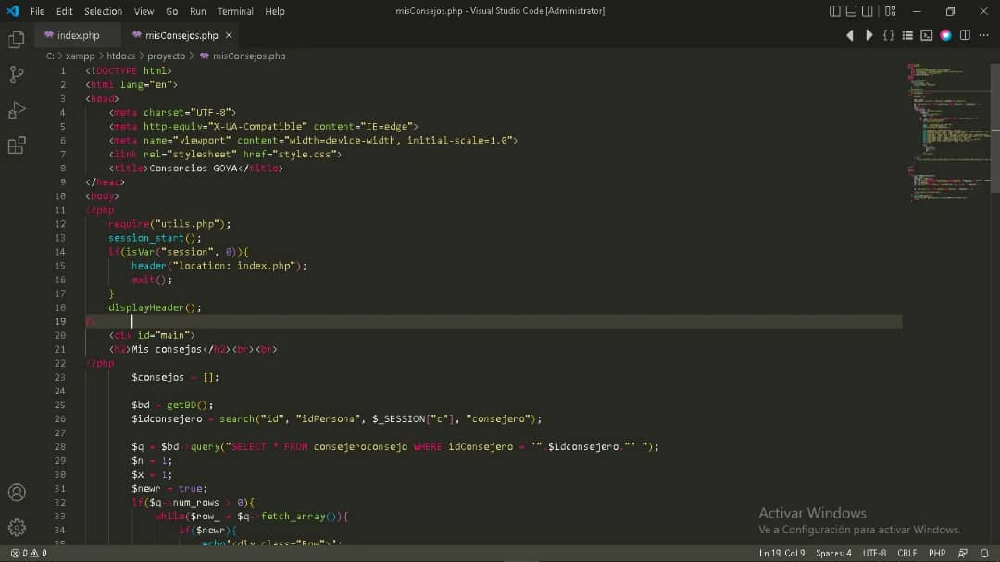 File Edit Selection View Go Run Terminal Help misConsejos.php - Visual Studio Code [Administrator]
index.php misConsejos.php ×
C: > xampp > htdocs > proyecto > misConsejos.php
1 <!DOCTYPE html>
2 <html lang="en">
3 <head>
4 <meta charset="UTF-8">
5 <meta http-equiv="X-UA-Compatible" content="IE=edge">
6 <meta name="viewport" content="width=device-width, initial-scale=1.0">
7 <link rel="stylesheet" href="style.css">
8 <title>Consorcios GOYA</title>
9 </head>
10 <body>
11 <?php
12 require("utils.php");
13 session_start();
14 if(isVar("session", 0)){
15 header("location: index.php");
16 exit();
17 }
18 displayHeader();
19 ?>
20 <div id="main">
21 <h2>Mis consejos</h2><br><br>
22 <?php
23 $consejos = [];
24
25 $bd = getBD();
26 $idconsejero = search("id", "idPersona", $_SESSION["c"], "consejero");
27
28 $q = $bd->query("SELECT * FROM consejeroconsejo WHERE idConsejero = '".$idconsejero."' ");
29 $n = 1;
30 $x = 1;
31 $newr = true;
32 if($q->num_rows > 0){
33 while($row_ = $q->fetch_array()){
34 if($newr){
35 echo'<div class="Row">';
Activar Windows
Ve a Configuración para activar Windows.
0 0 Ln 19, Col 9 Spaces: 4 UTF-8 CRLF PHP